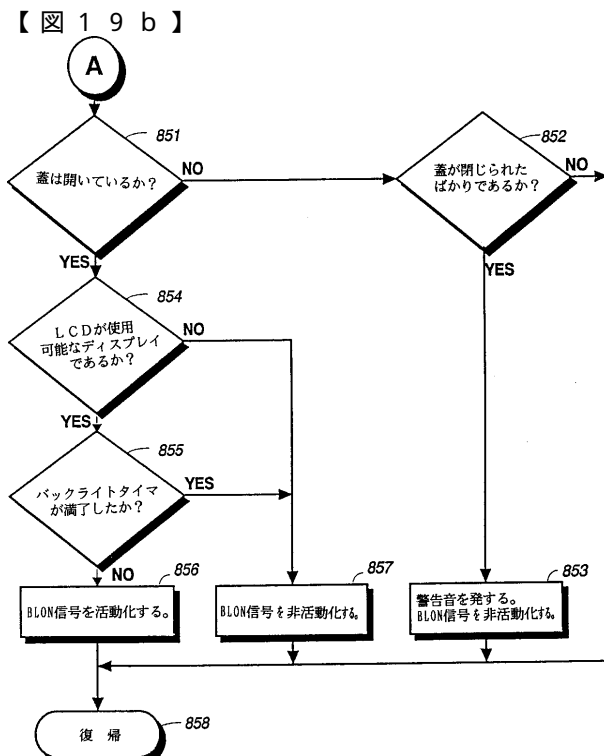 【図１９ｂ】
A
851
蓋は開いているか？
NO
YES
852
蓋が閉じられた
ばかりであるか？
NO
YES
854
ＬＣＤが使用
可能なディスプレイ
であるか？
NO
YES
855
バックライトタイマ
が満了したか？
YES
NO
856
BLON信号を活動化する。
857
BLON信号を非活動化する。
853
警告音を発する。
BLON信号を非活動化する。
復 帰
858